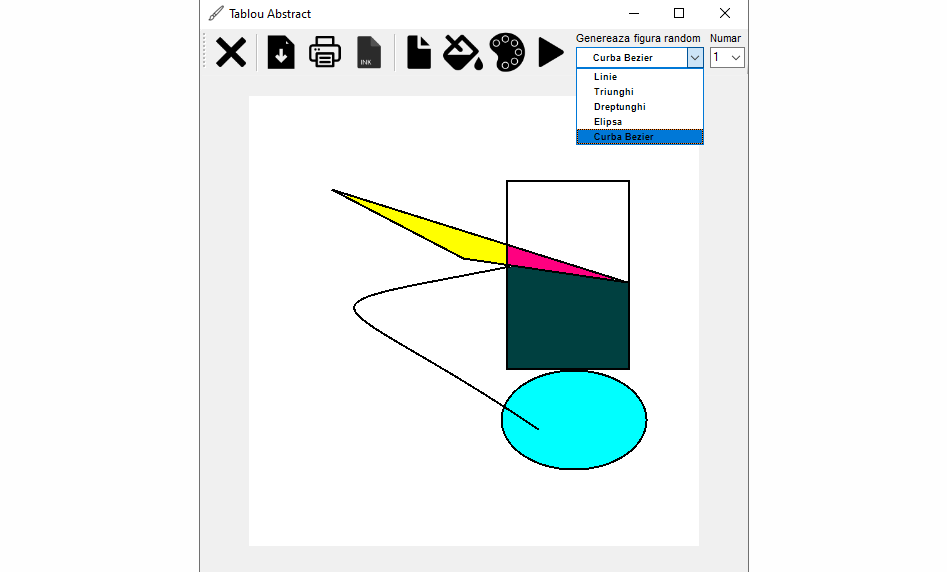 Tablou Abstract
Genereaza figura random Numar
INK
Curba Bezier 1
Linie
Triunghi
Dreptunghi
Elipsa
Curba Bezier